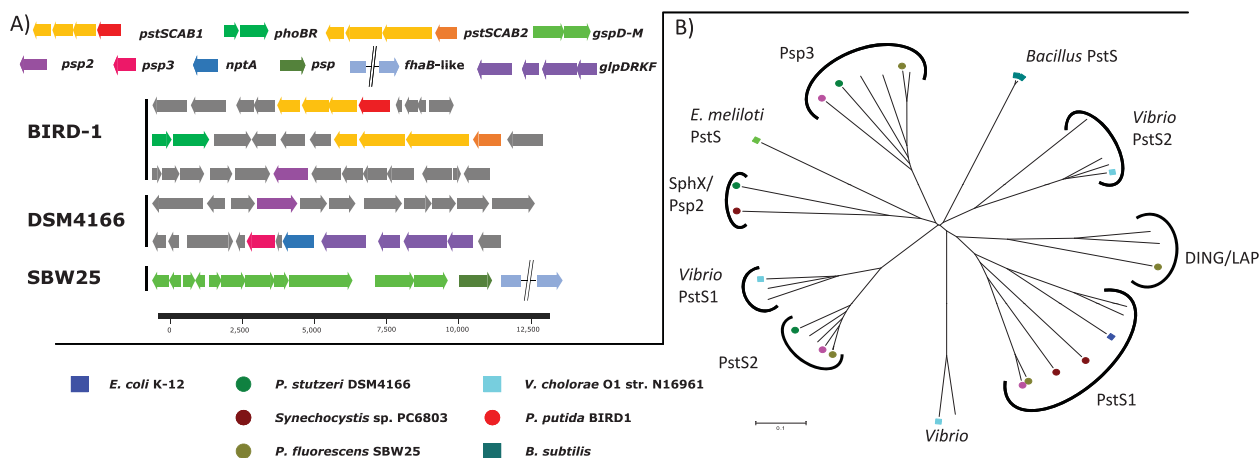 A)
pstSCAB1 phoBR pstSCAB2 gspD-M
psp2 psp3 nptA psp fhaB-like glpDRKF
BIRD-1
DSM4166
SBW25
0 2,500 5,000 7,500 10,000 12,500
B)
Psp3
Bacillus PstS
E. meliloti
PstS
Vibrio
PstS2
SphX/
Psp2
DING/LAP
Vibrio
PstS1
PstS2
PstS1
Vibrio
0.1
E. coli K-12
P. stutzeri DSM4166
V. cholorae O1 str. N16961
Synechocystis sp. PC6803
P. putida BIRD1
P. fluorescens SBW25
B. subtilis